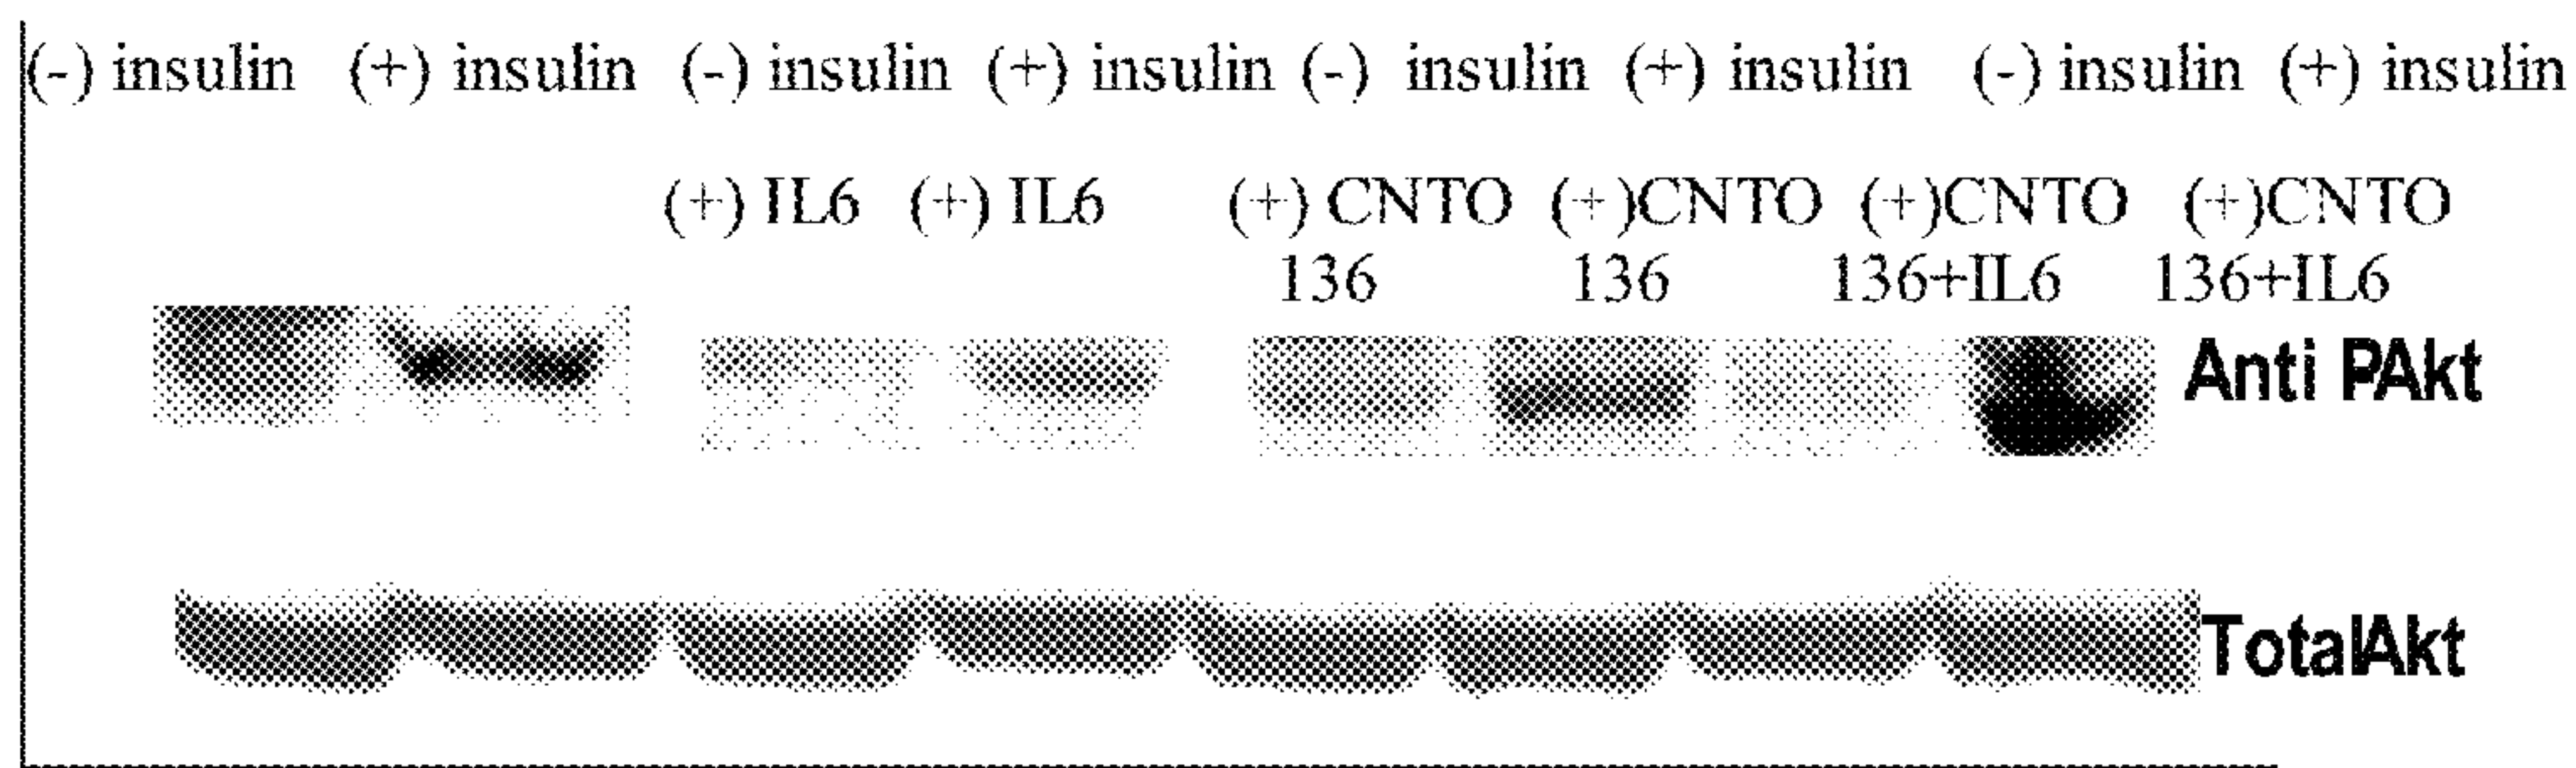 (-) insulin (+) insulin (-) insulin (+) insulin (-) insulin (+) insulin (-) insulin (+) insulin
(+) IL6 (+) IL6 (+) CNTO (+)CNTO (+)CNTO (+)CNTO
136 136 136+IL6 136+IL6
Anti PAkt
TotalAkt